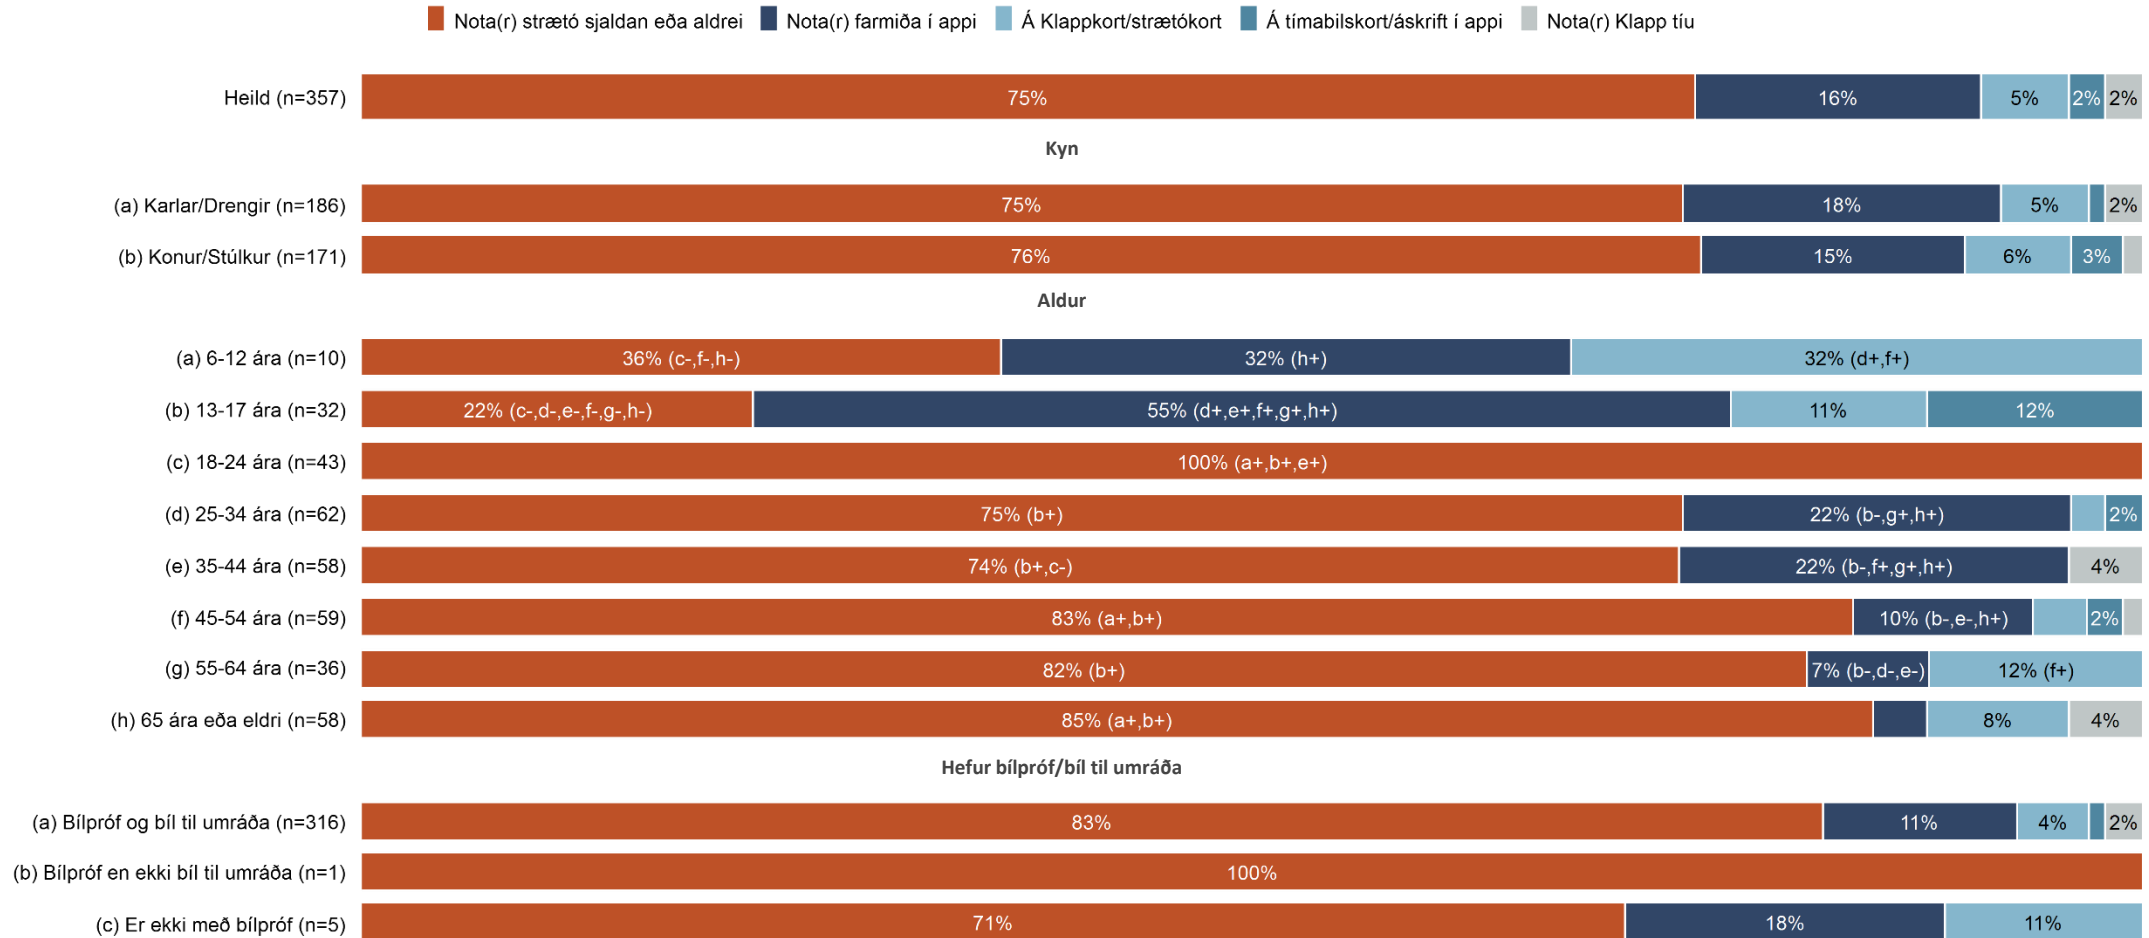 Nota(r) strætó sjaldan eða aldrei Nota(r) farmiða í appi Á Klappkort/strætókort Á tímabilskort/áskrift í appi Nota(r) Klapp tíu
Heild (n=357) 75% 16% 5% 2% 2%
Kyn
(a) Karlar/Drengir (n=186) 75% 18% 5% 2%
(b) Konur/Stúlkur (n=171) 76% 15% 6% 3%
Aldur
(a) 6-12 ára (n=10) 36% (c-,f-,h-) 32% (h+) 32% (d+,f+)
(b) 13-17 ára (n=32) 22% (c-,d-,e-,f-,g-,h-) 55% (d+,e+,f+,g+,h+) 11% 12%
(c) 18-24 ára (n=43) 100% (a+,b+,e+)
(d) 25-34 ára (n=62) 75% (b+) 22% (b-,g+,h+) 2%
(e) 35-44 ára (n=58) 74% (b+,c-) 22% (b-,f+,g+,h+) 4%
(f) 45-54 ára (n=59) 83% (a+,b+) 10% (b-,e-,h+) 2%
(g) 55-64 ára (n=36) 82% (b+) 7% (b-,d-,e-) 12% (f+)
(h) 65 ára eða eldri (n=58) 85% (a+,b+) 8% 4%
Hefur bílpróf/bíl til umráða
(a) Bílpróf og bíl til umráða (n=316) 83% 11% 4% 2%
(b) Bílpróf en ekki bíl til umráða (n=1) 100%
(c) Er ekki með bílpróf (n=5) 71% 18% 11%